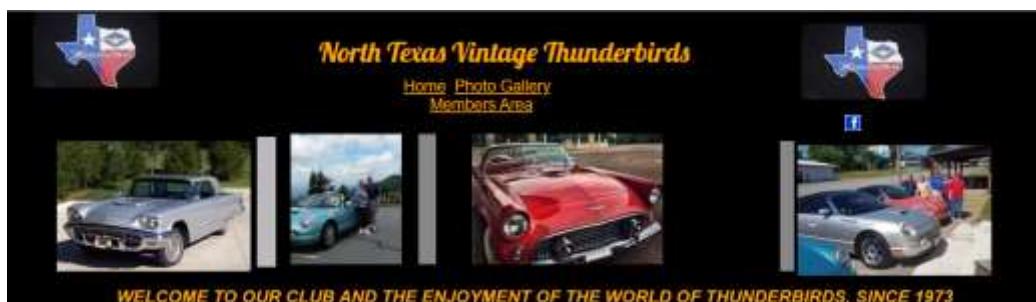 North Texas Vintage Thunderbirds
Home Photo Gallery
Members Area
f
WELCOME TO OUR CLUB AND THE ENJOYMENT OF THE WORLD OF THUNDERBIRDS, SINCE 1973